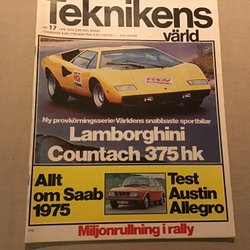 Teknikens
värld
NR 17
Ny provkörningsserie-Världens snabbaste sportbilar
Lamborghini
Countach 375 hk
Allt
om Saab
1975
Test
Austin
Allegro
Miljonrullning i rally